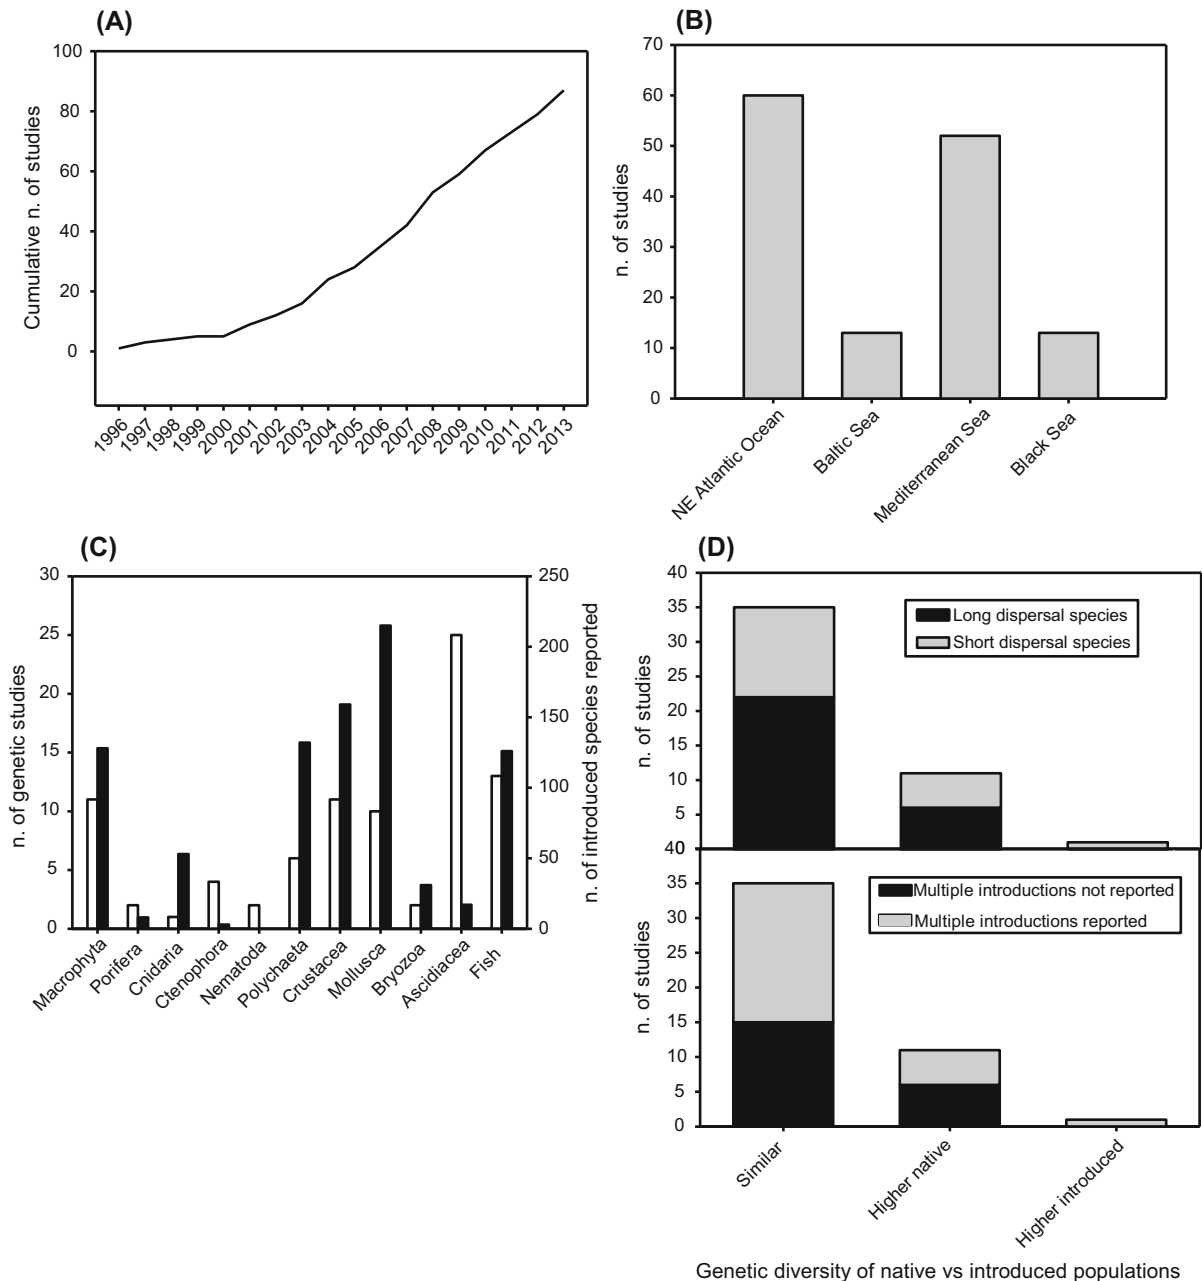 (A)
Cumulative n. of studies
100
80
60
40
20
0
1996
1997
1998
1999
2000
2001
2002
2003
2004
2005
2006
2007
2008
2009
2010
2011
2012
2013
(B)
n. of studies
70
60
50
40
30
20
10
0
NE Atlantic Ocean
Baltic Sea
Mediterranean Sea
Black Sea
(C)
n. of genetic studies
30
25
20
15
10
5
0
250
200
150
100
50
0
n. of introduced species reported
Macrophyta
Porifera
Cnidaria
Ctenophora
Nematoda
Polychaeta
Crustacea
Mollusca
Bryozoa
Ascidiacea
Fish
(D)
n. of studies
40
35
30
25
20
15
10
5
0
Long dispersal species
Short dispersal species
n. of studies
40
35
30
25
20
15
10
5
0
Multiple introductions not reported
Multiple introductions reported
Similar
Higher native
Higher introduced
Genetic diversity of native vs introduced populations